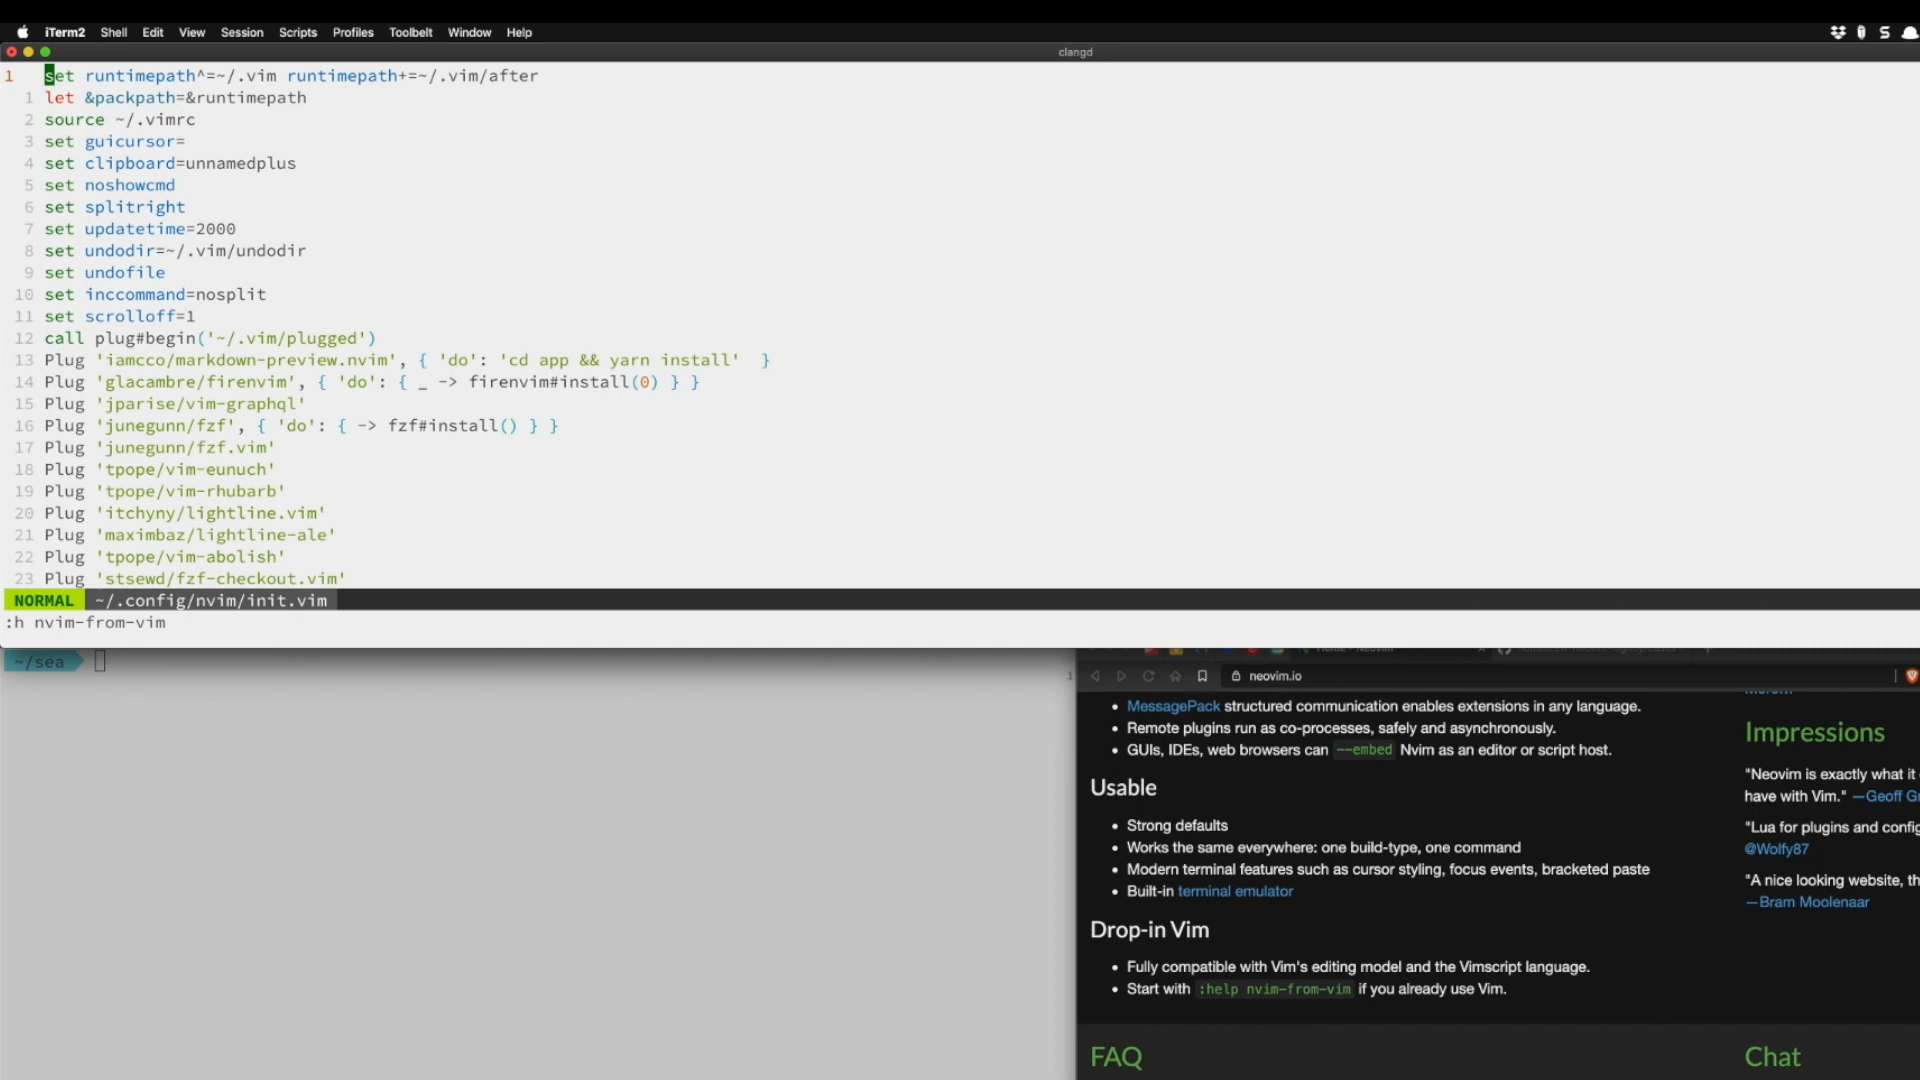 iTerm2 Shell Edit View Session Scripts Profiles Toolbelt Window Help
clangd
1 set runtimepath^=~/.vim runtimepath+=~/.vim/after
1 let &packpath=&runtimepath
2 source ~/.vimrc
3 set guicursor=
4 set clipboard=unnamedplus
5 set noshowcmd
6 set splitright
7 set updatetime=2000
8 set undodir=~/.vim/undodir
9 set undofile
10 set inccommand=nosplit
11 set scrolloff=1
12 call plug#begin('~/.vim/plugged')
13 Plug 'iamcco/markdown-preview.nvim', { 'do': 'cd app && yarn install'  }
14 Plug 'glacambre/firenvim', { 'do': { _ -> firenvim#install(0) } }
15 Plug 'jparise/vim-graphql'
16 Plug 'junegunn/fzf', { 'do': { -> fzf#install() } }
17 Plug 'junegunn/fzf.vim'
18 Plug 'tpope/vim-eunuch'
19 Plug 'tpope/vim-rhubarb'
20 Plug 'itchyny/lightline.vim'
21 Plug 'maximbaz/lightline-ale'
22 Plug 'tpope/vim-abolish'
23 Plug 'stsewd/fzf-checkout.vim'
NORMAL ~/.config/nvim/init.vim
:h nvim-from-vim
~/sea
1
neovim.io
• MessagePack structured communication enables extensions in any language.
• Remote plugins run as co-processes, safely and asynchronously.
• GUIs, IDEs, web browsers can --embed Nvim as an editor or script host.
Usable
• Strong defaults
• Works the same everywhere: one build-type, one command
• Modern terminal features such as cursor styling, focus events, bracketed paste
• Built-in terminal emulator
Drop-in Vim
• Fully compatible with Vim's editing model and the Vimscript language.
• Start with :help nvim-from-vim if you already use Vim.
FAQ
Impressions
"Neovim is exactly what it
have with Vim." —Geoff
"Lua for plugins and
@Wolfy87
"A nice looking website,
—Bram Moolenaar
Chat